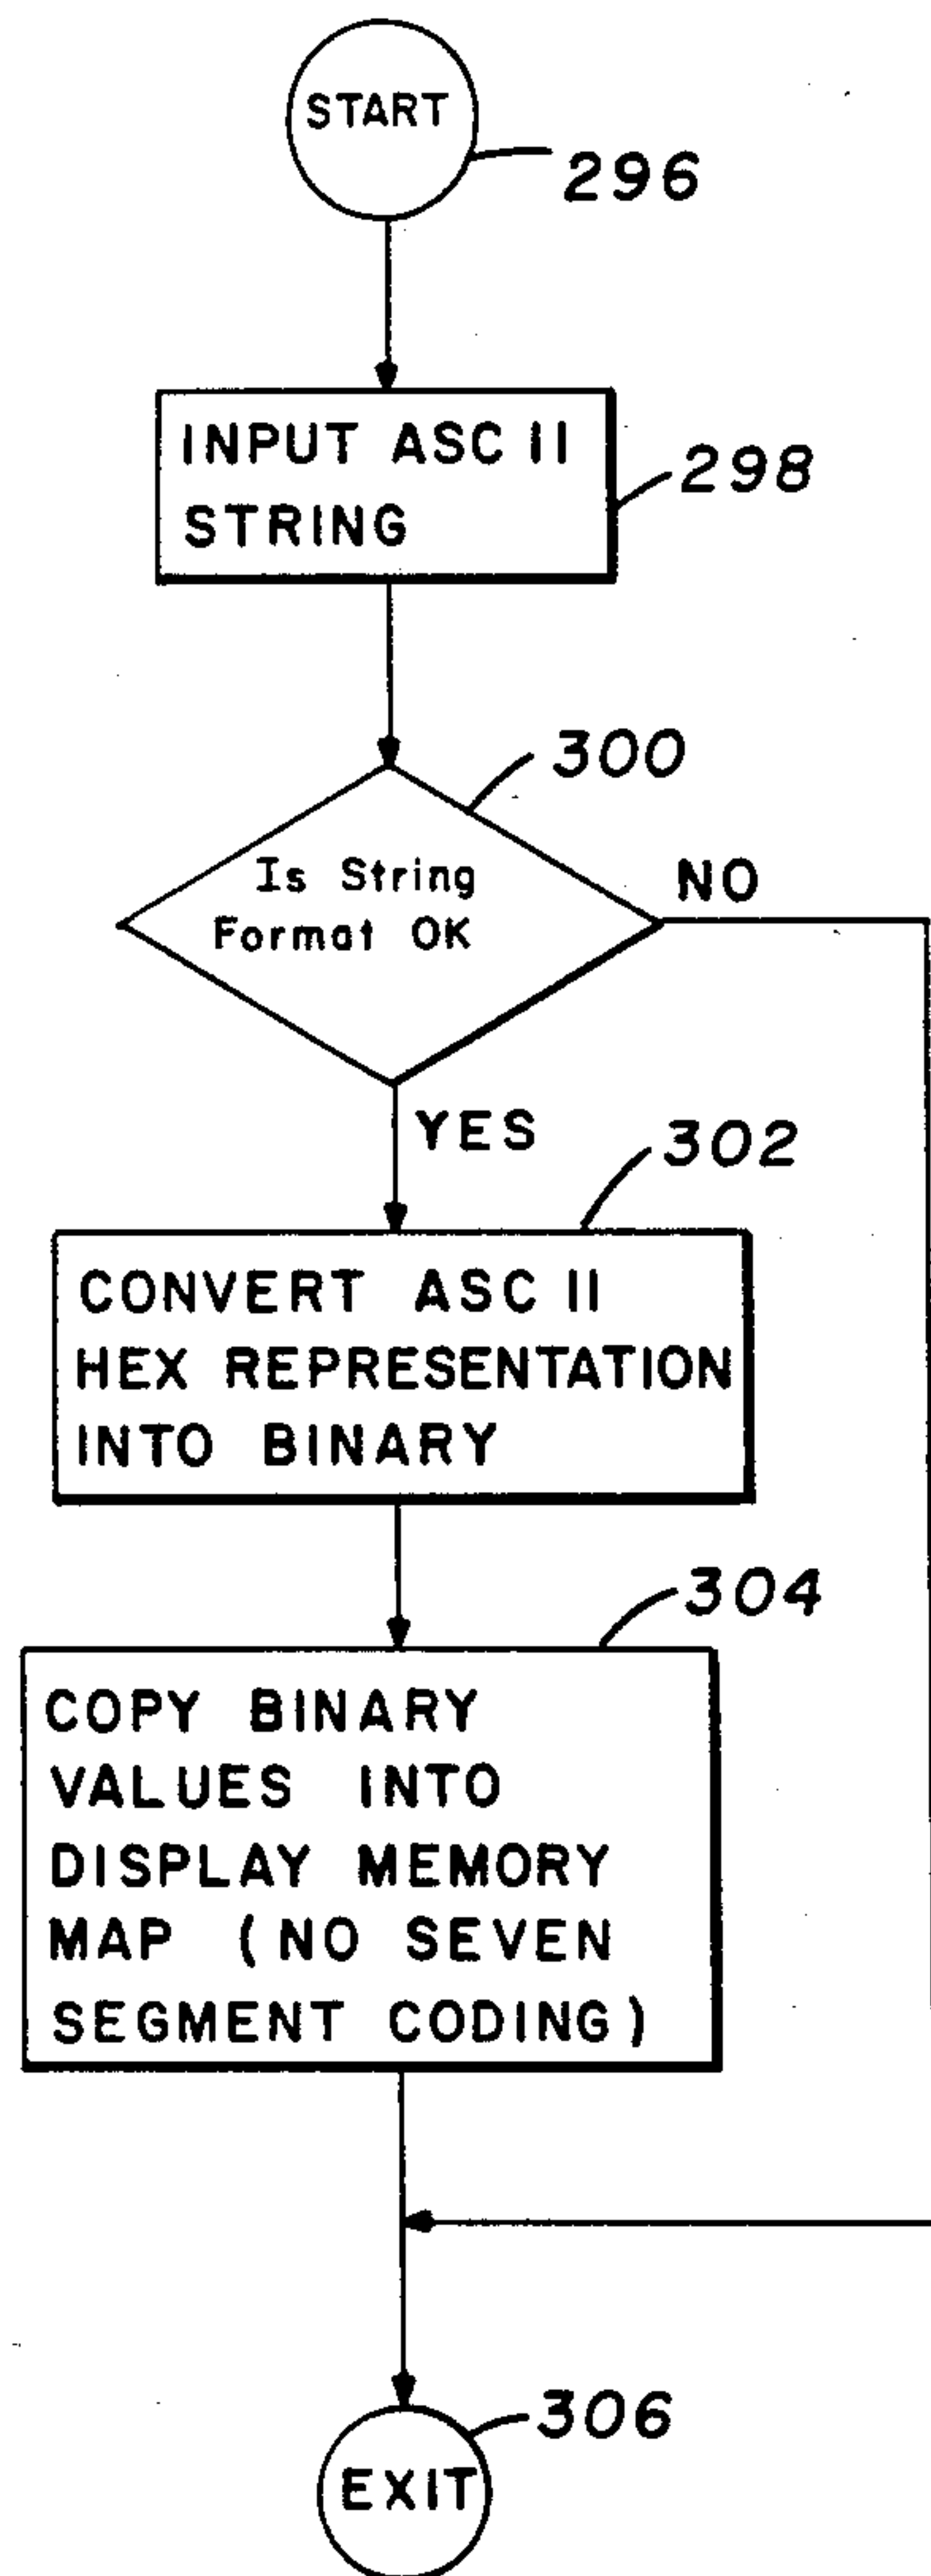 START
296
INPUT ASC II
STRING
298
300
Is String
Format OK
NO
YES
302
CONVERT ASC II
HEX REPRESENTATION
INTO BINARY
304
COPY BINARY
VALUES INTO
DISPLAY MEMORY
MAP (NO SEVEN
SEGMENT CODING)
306
EXIT